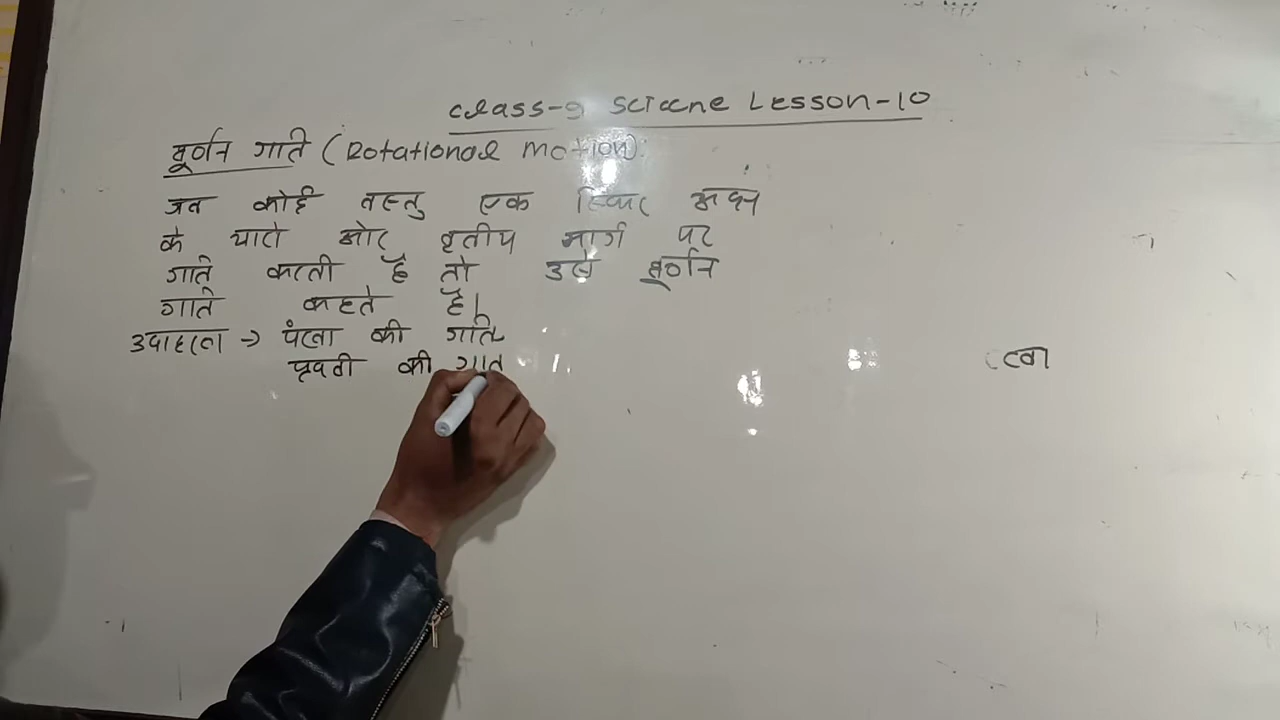 Class-9 Sciecne Lesson-10
घूर्णन गति (Rotational motion):
जब कोई वस्तु एक स्थिर अक्ष
के चारो ओर वृतीय मार्ग पर
गति करती है तो उसे घूर्णन
गति कहते है।
उदाहरण → पंखा की गति
पृथ्वी की गति